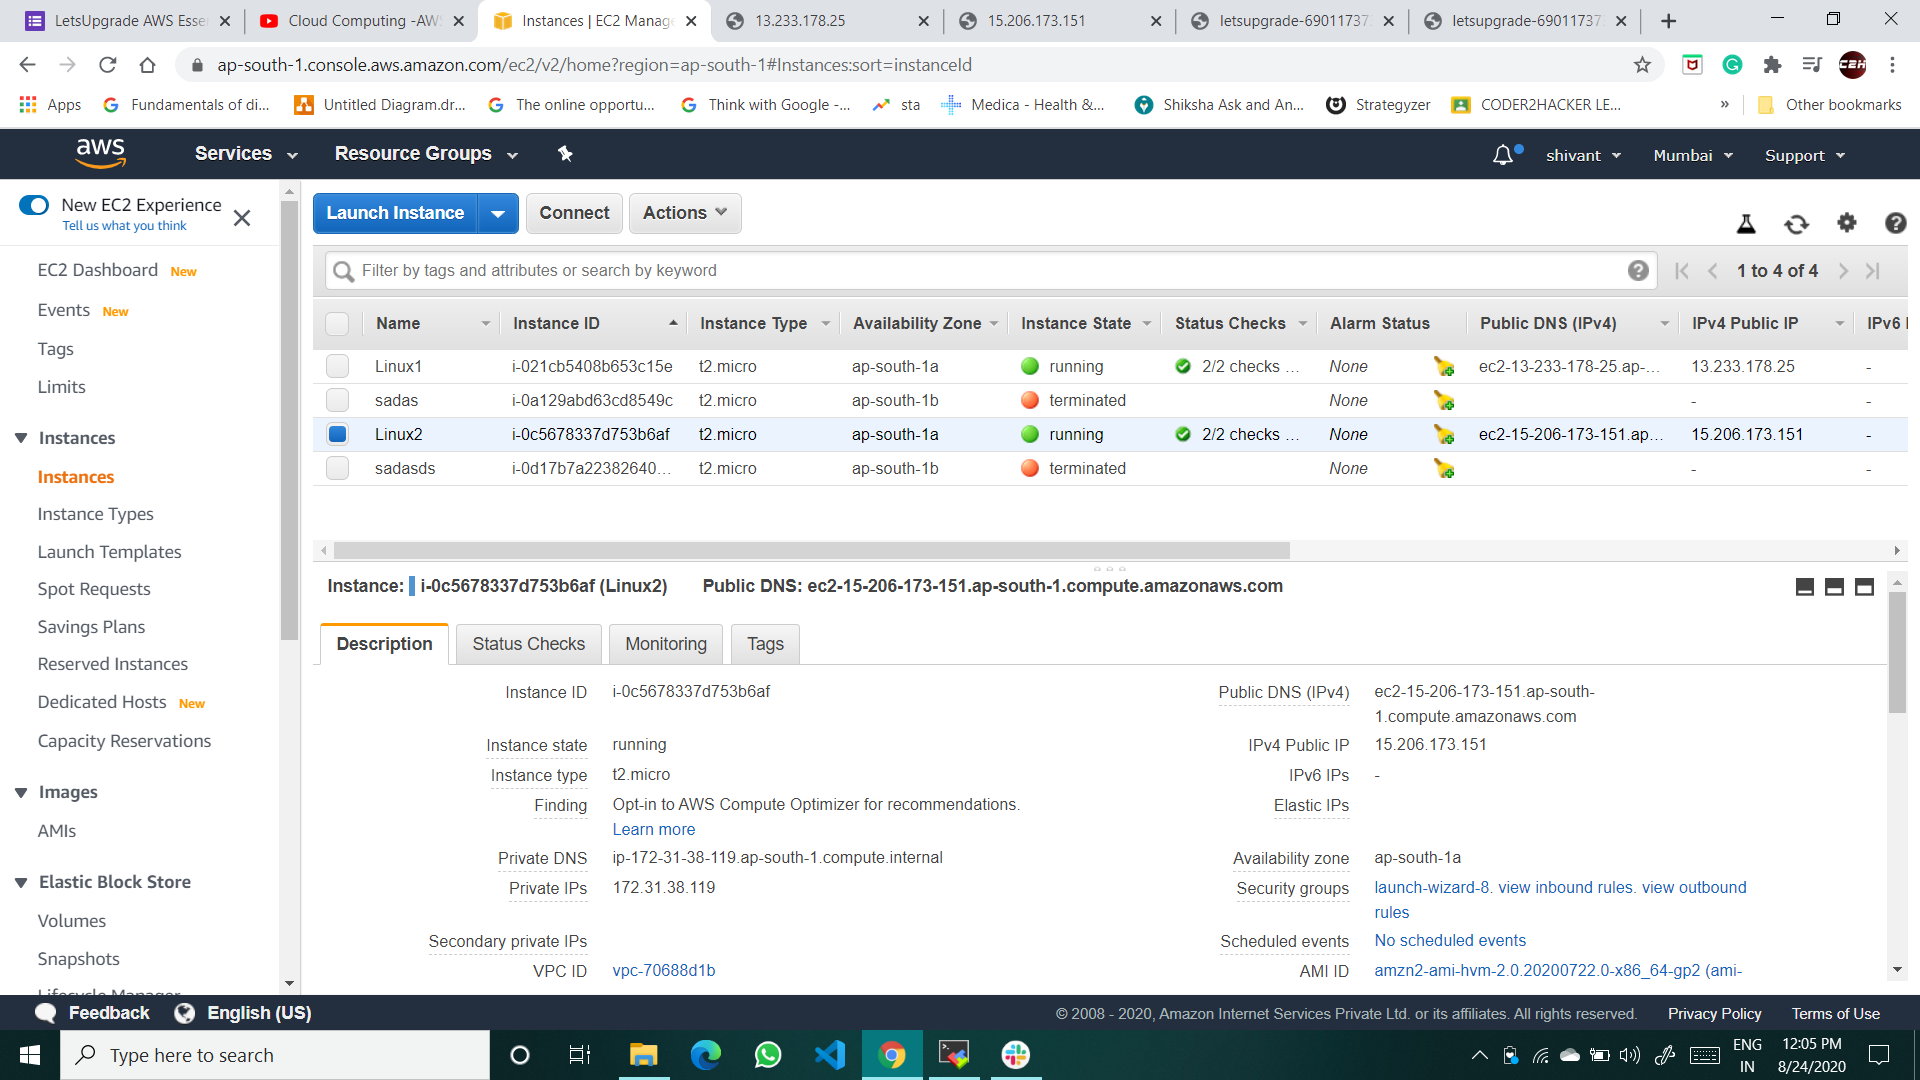 LetsUpgrade AWS Esse
Cloud Computing -AWS
Instances | EC2 Manag
13.233.178.25
15.206.173.151
letsupgrade-690117373
letsupgrade-690117373
ap-south-1.console.aws.amazon.com/ec2/v2/home?region=ap-south-1#Instances:sort=instanceId
Apps
Fundamentals of di...
Untitled Diagram.dr...
The online opportu...
Think with Google -...
sta
Medica - Health &...
Shiksha Ask and An...
Strategyzer
CODER2HACKER LE...
»
Other bookmarks
aws
Services
Resource Groups
shivant
Mumbai
Support
New EC2 Experience
Tell us what you think
EC2 Dashboard New
Events New
Tags
Limits
Instances
Instances
Instance Types
Launch Templates
Spot Requests
Savings Plans
Reserved Instances
Dedicated Hosts New
Capacity Reservations
Images
AMIs
Elastic Block Store
Volumes
Snapshots
Lifecycle Manager
Launch Instance
Connect
Actions
Filter by tags and attributes or search by keyword
1 to 4 of 4
Name Instance ID Instance Type Availability Zone Instance State Status Checks Alarm Status Public DNS (IPv4) IPv4 Public IP IPv6 I
Linux1 i-021cb5408b653c15e t2.micro ap-south-1a running 2/2 checks ... None ec2-13-233-178-25.ap-... 13.233.178.25 -
sadas i-0a129abd63cd8549c t2.micro ap-south-1b terminated None - -
Linux2 i-0c5678337d753b6af t2.micro ap-south-1a running 2/2 checks ... None ec2-15-206-173-151.ap... 15.206.173.151 -
sadasds i-0d17b7a22382640... t2.micro ap-south-1b terminated None - -
Instance: i-0c5678337d753b6af (Linux2) Public DNS: ec2-15-206-173-151.ap-south-1.compute.amazonaws.com
Description
Status Checks
Monitoring
Tags
Instance ID i-0c5678337d753b6af
Instance state running
Instance type t2.micro
Finding Opt-in to AWS Compute Optimizer for recommendations.
Learn more
Private DNS ip-172-31-38-119.ap-south-1.compute.internal
Private IPs 172.31.38.119
Secondary private IPs
VPC ID vpc-70688d1b
Public DNS (IPv4) ec2-15-206-173-151.ap-south-
1.compute.amazonaws.com
IPv4 Public IP 15.206.173.151
IPv6 IPs -
Elastic IPs
Availability zone ap-south-1a
Security groups launch-wizard-8. view inbound rules. view outbound
rules
Scheduled events No scheduled events
AMI ID amzn2-ami-hvm-2.0.20200722.0-x86_64-gp2 (ami-
Feedback
English (US)
© 2008 - 2020, Amazon Internet Services Private Ltd. or its affiliates. All rights reserved.
Privacy Policy
Terms of Use
Type here to search
ENG
IN
12:05 PM
8/24/2020